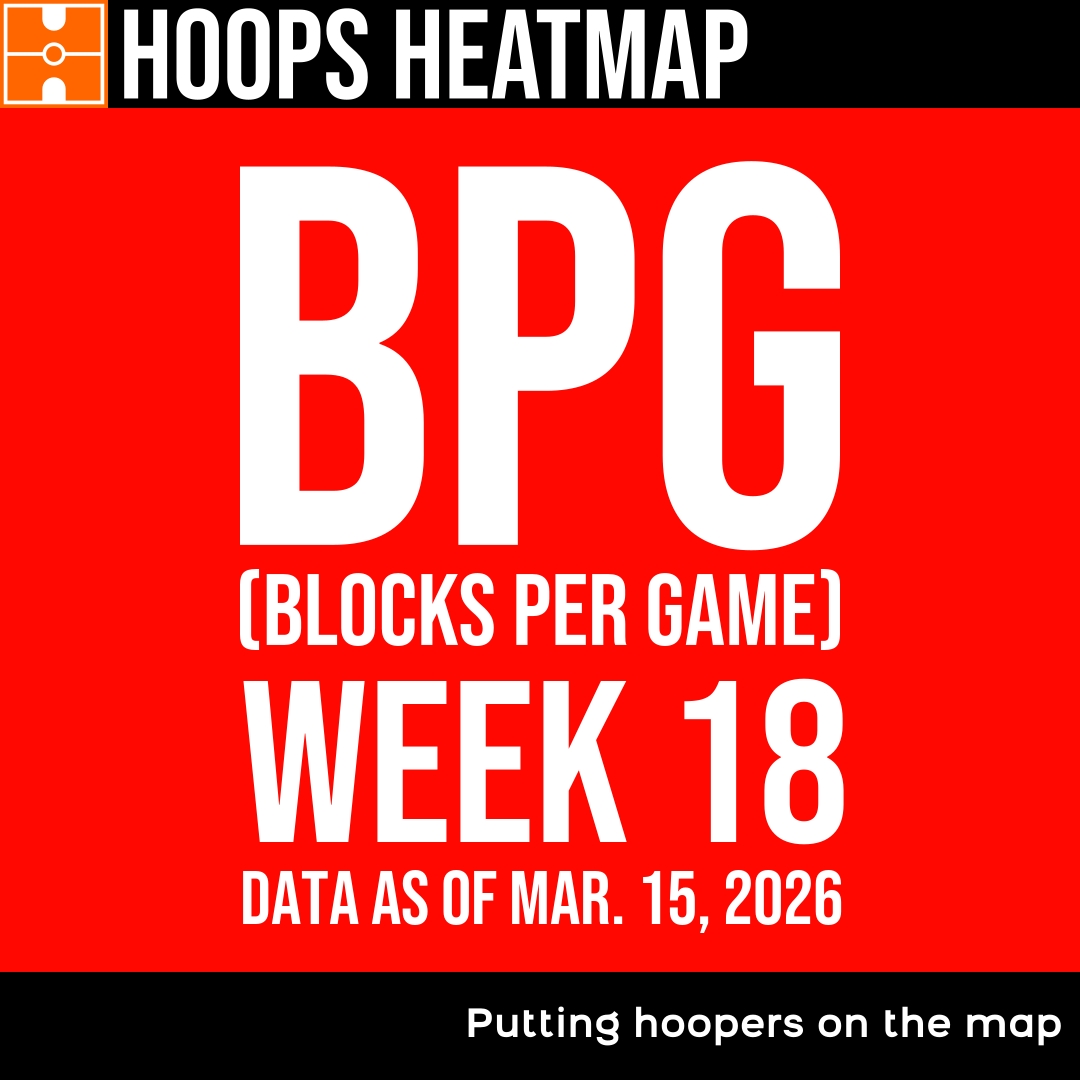 HOOPS HEATMAP
BPG
(BLOCKS PER GAME)
WEEK 18
DATA AS OF MAR. 15, 2026
Putting hoopers on the map